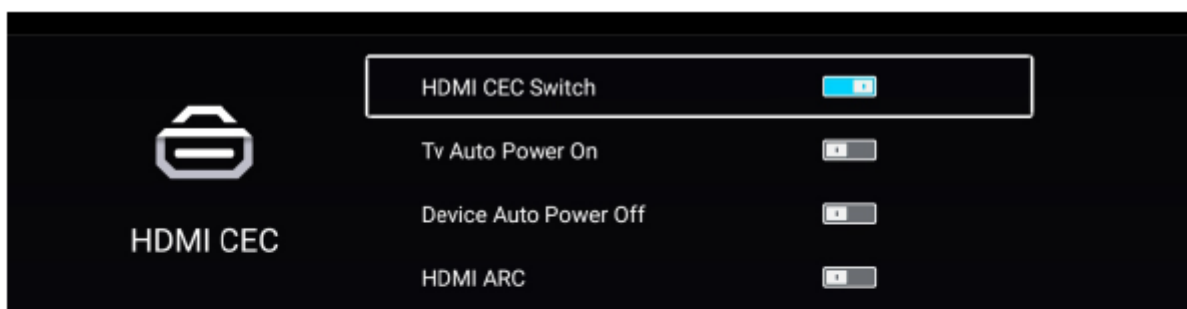 HDMI CEC
HDMI CEC Switch
Tv Auto Power On
Device Auto Power Off
HDMI ARC